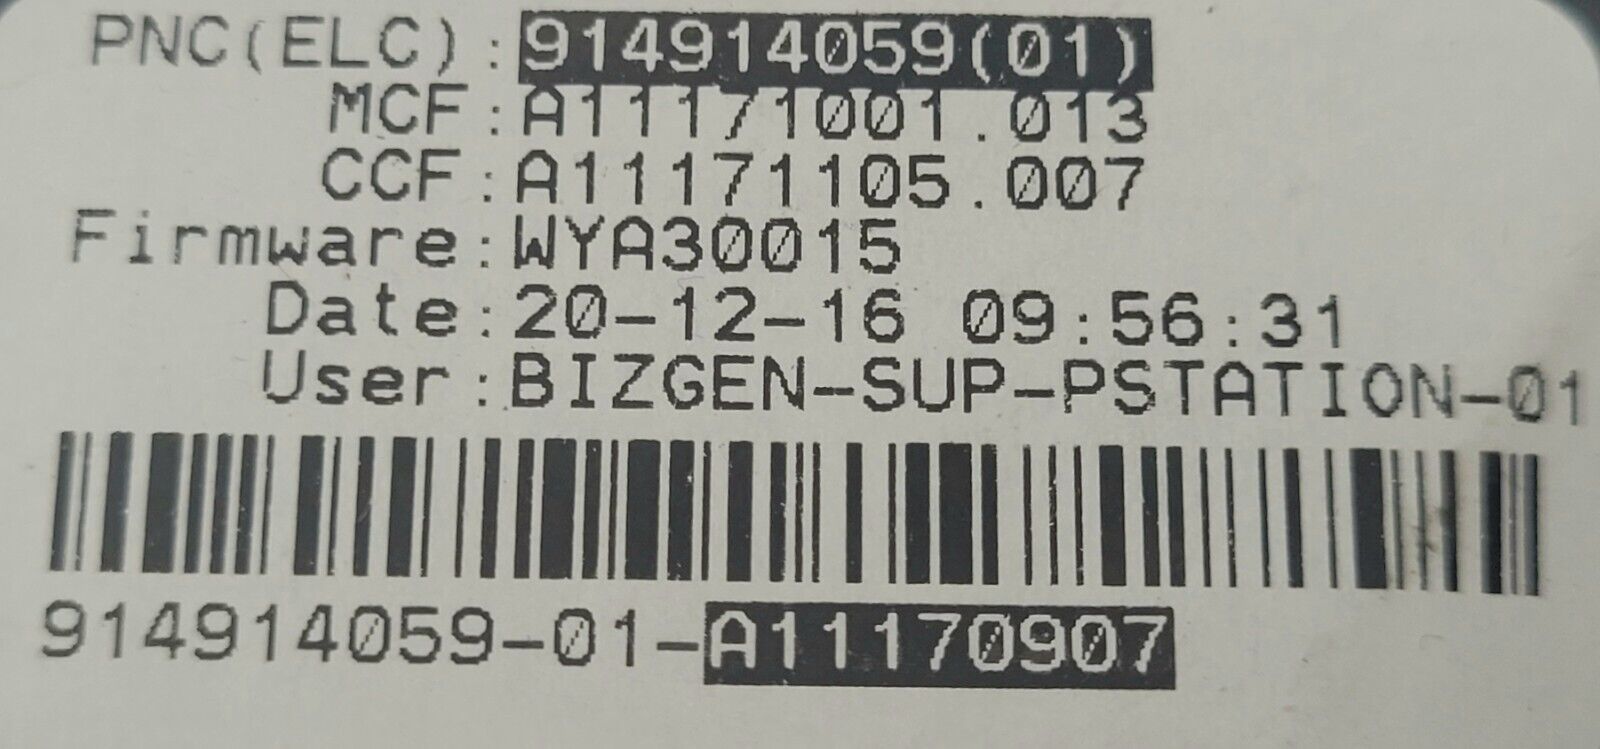 PNC(ELC):914914059(01)
MCF:A11171001.013
CCF:A11171105.007
Firmware:WYA30015
Date:20-12-16 09:56:31
User:BIZGEN-SUP-PSTATION-01
914914059-01-A11170907